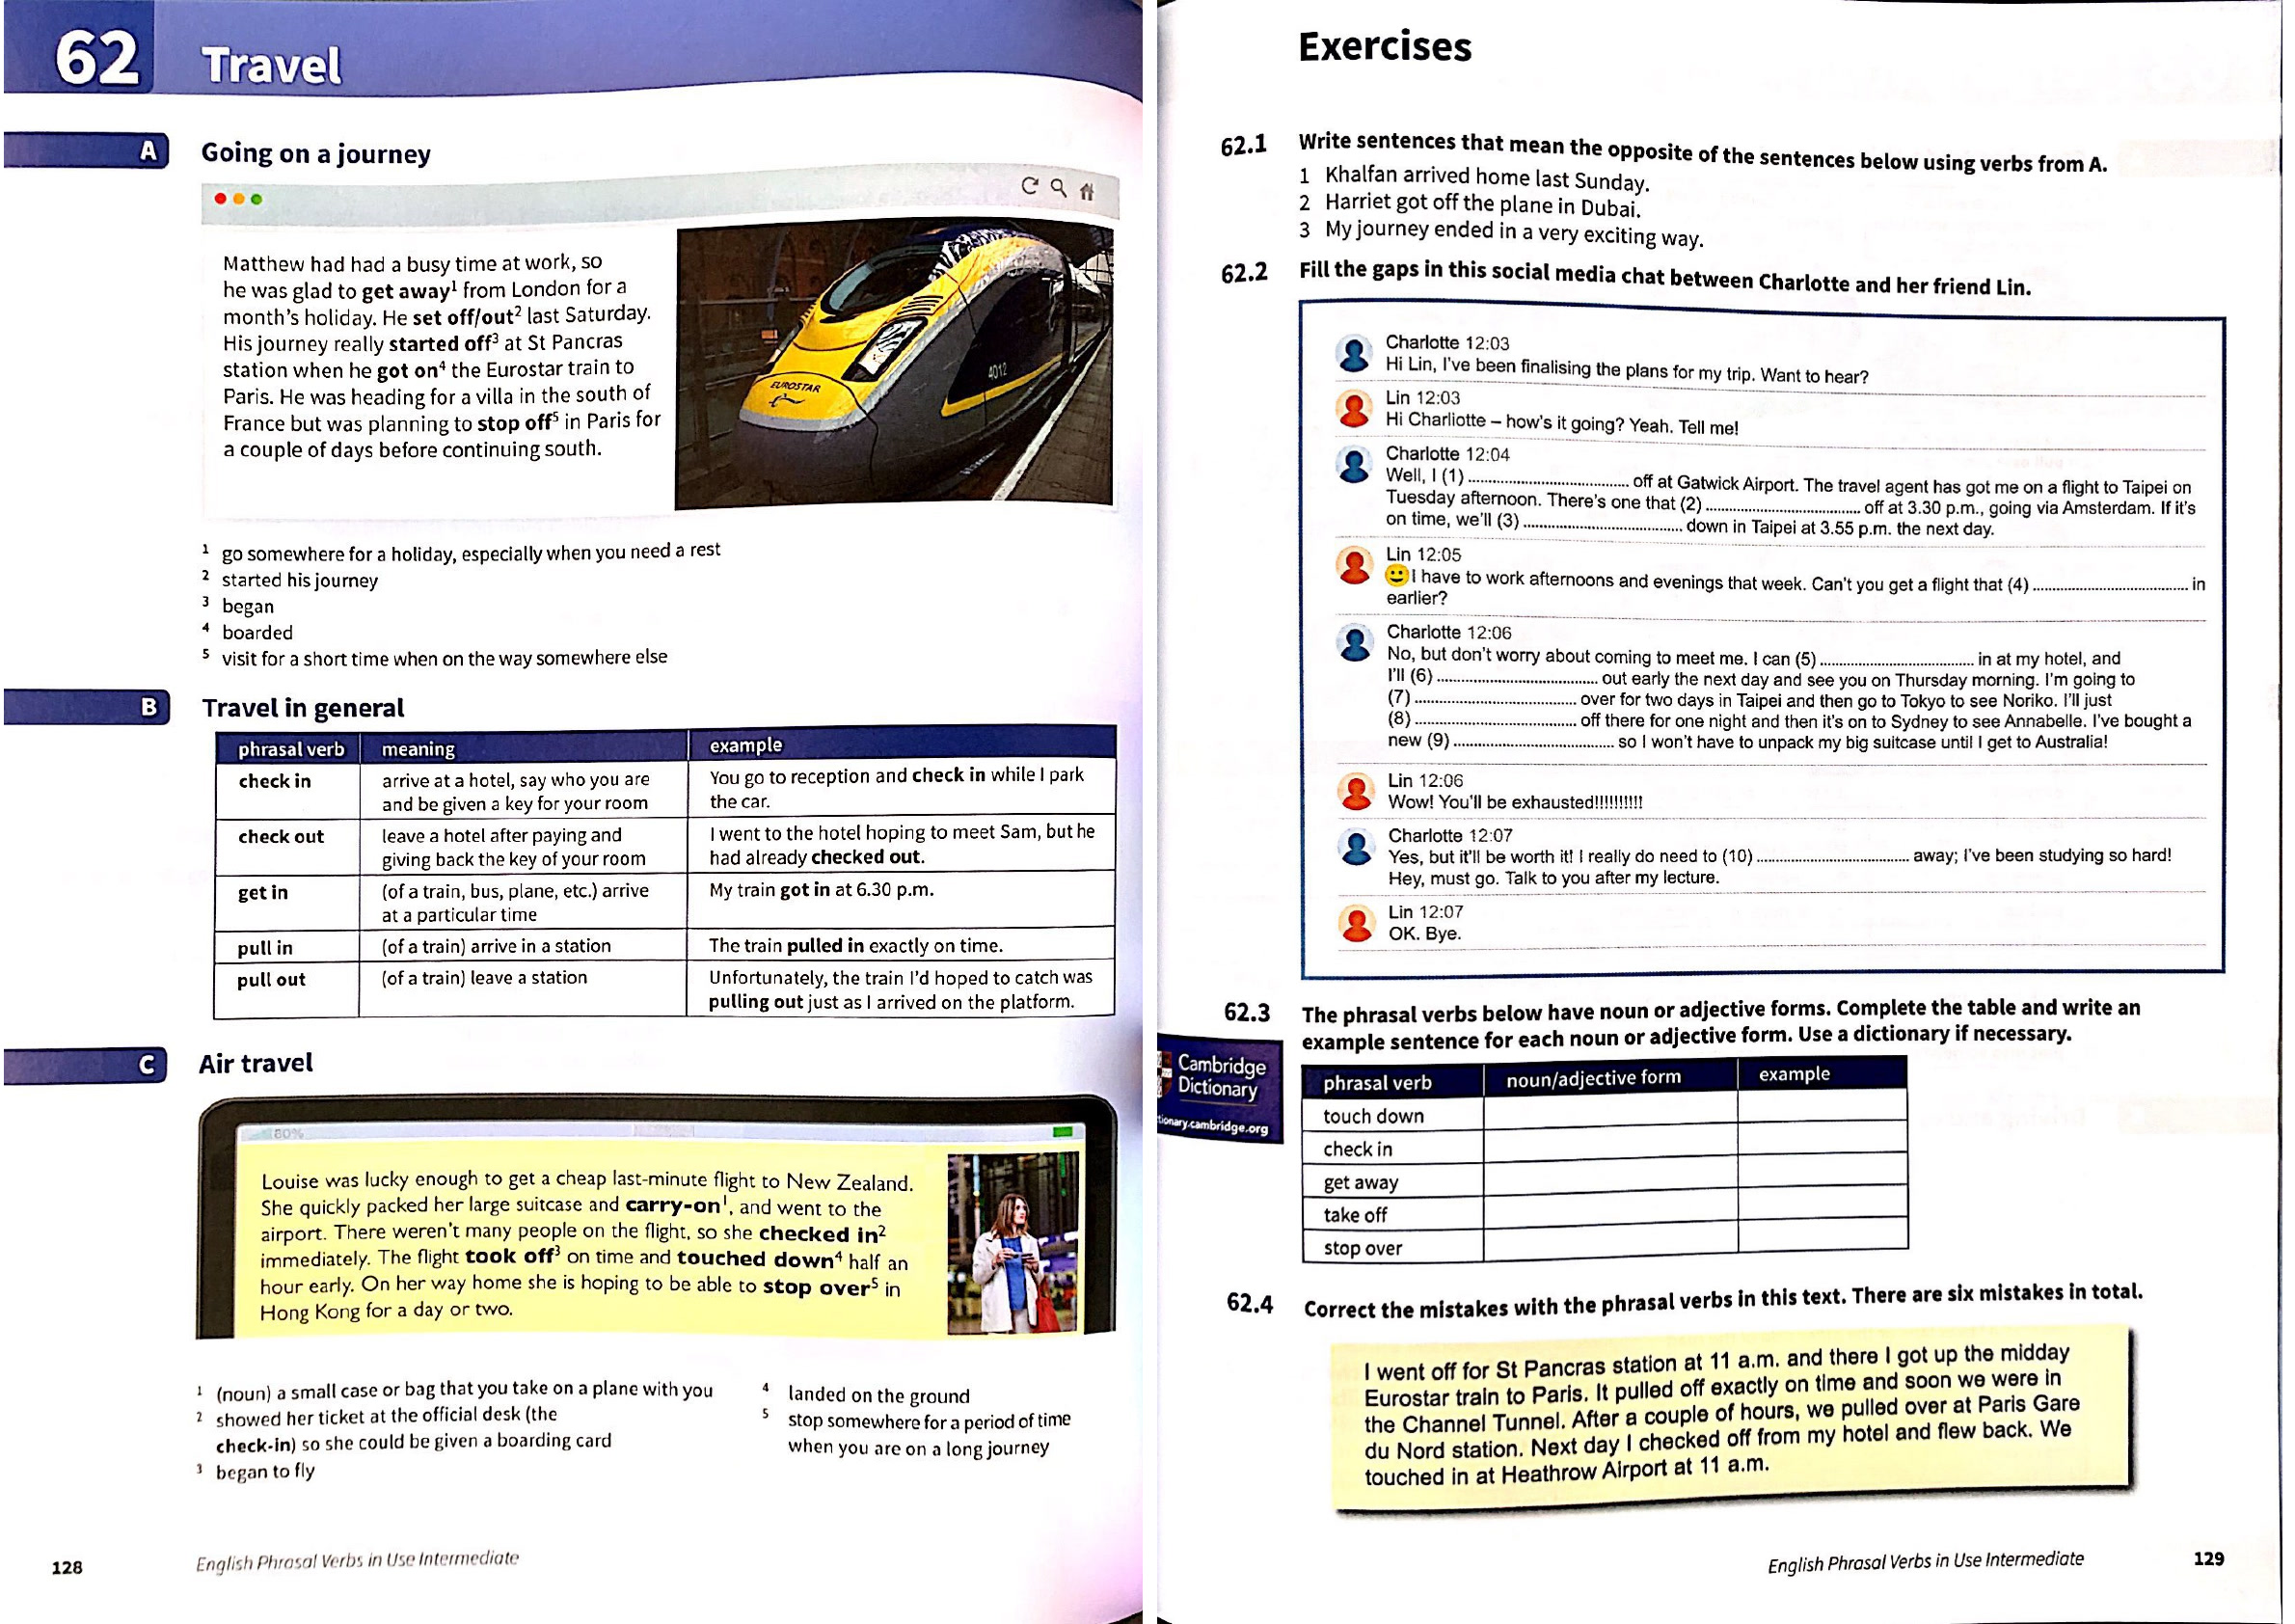 62
Travel
A
Going on a journey
Matthew had had a busy time at work, so
he was glad to get away¹ from London for a
month's holiday. He set off/out² last Saturday.
His journey really started off³ at St Pancras
station when he got on⁴ the Eurostar train to
Paris. He was heading for a villa in the south of
France but was planning to stop off⁵ in Paris for
a couple of days before continuing south.
EUROSTAR
4012
¹ go somewhere for a holiday, especially when you need a rest
² started his journey
³ began
⁴ boarded
⁵ visit for a short time when on the way somewhere else
B
Travel in general
phrasal verb meaning example
check in arrive at a hotel, say who you are You go to reception and check in while I park
and be given a key for your room the car.
check out leave a hotel after paying and I went to the hotel hoping to meet Sam, but he
giving back the key of your room had already checked out.
get in (of a train, bus, plane, etc.) arrive My train got in at 6.30 p.m.
at a particular time
pull in (of a train) arrive in a station The train pulled in exactly on time.
pull out (of a train) leave a station Unfortunately, the train I'd hoped to catch was
pulling out just as I arrived on the platform.
C
Air travel
80%
Louise was lucky enough to get a cheap last-minute flight to New Zealand.
She quickly packed her large suitcase and carry-on¹, and went to the
airport. There weren't many people on the flight, so she checked in²
immediately. The flight took off³ on time and touched down⁴ half an
hour early. On her way home she is hoping to be able to stop over⁵ in
Hong Kong for a day or two.
¹ (noun) a small case or bag that you take on a plane with you
² showed her ticket at the official desk (the
check-in) so she could be given a boarding card
³ began to fly
⁴ landed on the ground
⁵ stop somewhere for a period of time
when you are on a long journey
128
English Phrasal Verbs in Use Intermediate
Exercises
62.1 Write sentences that mean the opposite of the sentences below using verbs from A.
1 Khalfan arrived home last Sunday.
2 Harriet got off the plane in Dubai.
3 My journey ended in a very exciting way.
62.2 Fill the gaps in this social media chat between Charlotte and her friend Lin.
Charlotte 12:03
Hi Lin, I've been finalising the plans for my trip. Want to hear?
Lin 12:03
Hi Charliotte – how's it going? Yeah. Tell me!
Charlotte 12:04
Well, I (1) ........................ off at Gatwick Airport. The travel agent has got me on a flight to Taipei on
Tuesday afternoon. There's one that (2) ........................ off at 3.30 p.m., going via Amsterdam. If it's
on time, we'll (3) ........................ down in Taipei at 3.55 p.m. the next day.
Lin 12:05
I have to work afternoons and evenings that week. Can't you get a flight that (4) ........................ in
earlier?
Charlotte 12:06
No, but don't worry about coming to meet me. I can (5) ........................ in at my hotel, and
I'll (6) ........................ out early the next day and see you on Thursday morning. I'm going to
(7) ........................ over for two days in Taipei and then go to Tokyo to see Noriko. I'll just
(8) ........................ off there for one night and then it's on to Sydney to see Annabelle. I've bought a
new (9) ........................ so I won't have to unpack my big suitcase until I get to Australia!
Lin 12:06
Wow! You'll be exhausted!!!!!!!!!!
Charlotte 12:07
Yes, but it'll be worth it! I really do need to (10) ........................ away; I've been studying so hard!
Hey, must go. Talk to you after my lecture.
Lin 12:07
OK. Bye.
62.3 The phrasal verbs below have noun or adjective forms. Complete the table and write an
example sentence for each noun or adjective form. Use a dictionary if necessary.
Cambridge
Dictionary
tionary.cambridge.org
phrasal verb noun/adjective form example
touch down
check in
get away
take off
stop over
62.4 Correct the mistakes with the phrasal verbs in this text. There are six mistakes in total.
I went off for St Pancras station at 11 a.m. and there I got up the midday
Eurostar train to Paris. It pulled off exactly on time and soon we were in
the Channel Tunnel. After a couple of hours, we pulled over at Paris Gare
du Nord station. Next day I checked off from my hotel and flew back. We
touched in at Heathrow Airport at 11 a.m.
English Phrasal Verbs in Use Intermediate
129